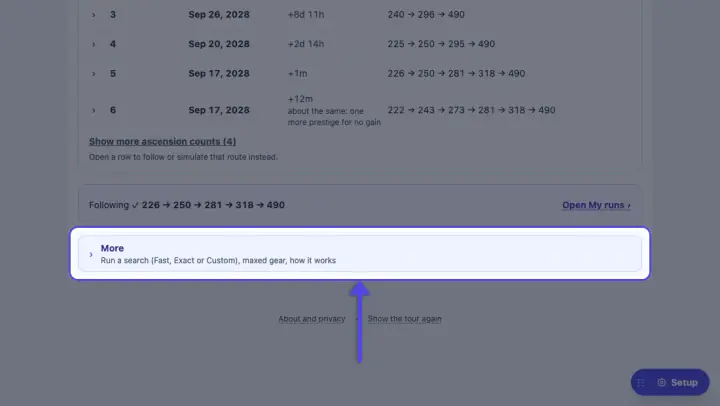 › 3 Sep 26, 2028 +8d 11h 240 → 296 → 490
› 4 Sep 20, 2028 +2d 14h 225 → 250 → 295 → 490
› 5 Sep 17, 2028 +1m 226 → 250 → 281 → 318 → 490
› 6 Sep 17, 2028 +12m 222 → 243 → 273 → 281 → 318 → 490
about the same: one
more prestige for no gain
Show more ascension counts (4)
Open a row to follow or simulate that route instead.
Following ✓ 226 → 250 → 281 → 318 → 490 Open My runs ›
› More
Run a search (Fast, Exact or Custom), maxed gear, how it works
About and privacy · Show the tour again
Setup